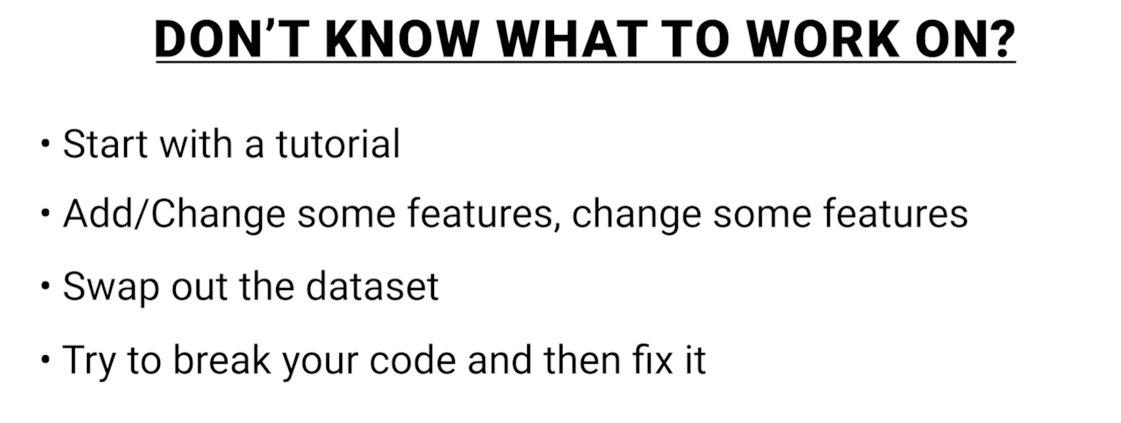 DON’T KNOW WHAT TO WORK ON?
• Start with a tutorial
• Add/Change some features, change some features
• Swap out the dataset
• Try to break your code and then fix it